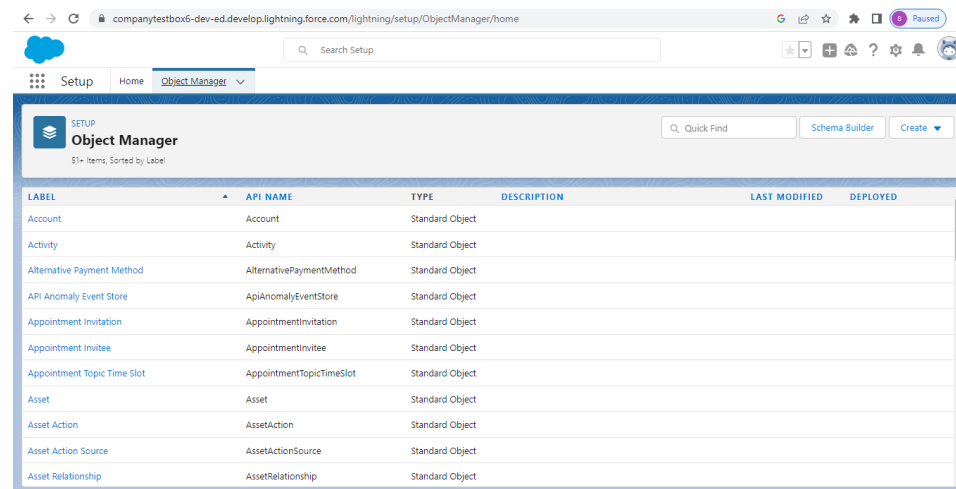 companytestbox6-dev-ed.develop.lightning.force.com/lightning/setup/ObjectManager/home
G
S Paused
Search Setup
Setup Home Object Manager
SETUP
Object Manager
51+ Items, Sorted by Label
Quick Find
Schema Builder
Create
LABEL API NAME TYPE DESCRIPTION LAST MODIFIED DEPLOYED
Account Account Standard Object
Activity Activity Standard Object
Alternative Payment Method AlternativePaymentMethod Standard Object
API Anomaly Event Store ApiAnomalyEventStore Standard Object
Appointment Invitation AppointmentInvitation Standard Object
Appointment Invitee AppointmentInvitee Standard Object
Appointment Topic Time Slot AppointmentTopicTimeSlot Standard Object
Asset Asset Standard Object
Asset Action AssetAction Standard Object
Asset Action Source AssetActionSource Standard Object
Asset Relationship AssetRelationship Standard Object